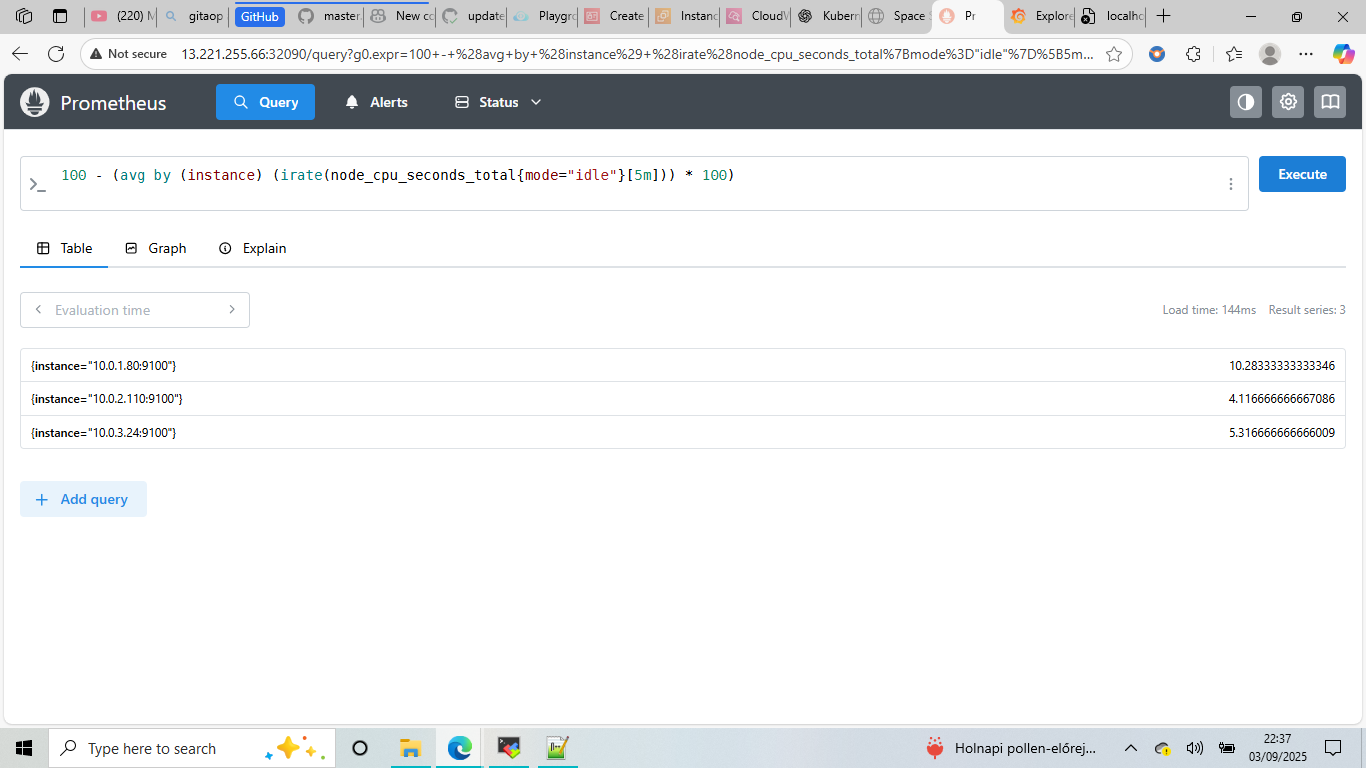 (220) M
gitaop
GitHub
master.
New co
update
Playgro
Create
Instanc
CloudW
Kubern
Space S
Pr
Explore
localhc
Not secure 13.221.255.66:32090/query?g0.expr=100+-+%28avg+by+%28instance%29+%28irate%28node_cpu_seconds_total%7Bmode%3D"idle"%7D%5B5m...
Prometheus
Query
Alerts
Status
100 - (avg by (instance) (irate(node_cpu_seconds_total{mode="idle"}[5m])) * 100)
Execute
Table
Graph
Explain
Evaluation time
Load time: 144ms Result series: 3
{instance="10.0.1.80:9100"} 10.28333333333346
{instance="10.0.2.110:9100"} 4.116666666667086
{instance="10.0.3.24:9100"} 5.316666666666009
Add query
Type here to search
Holnapi pollen-előrej...
22:37
03/09/2025